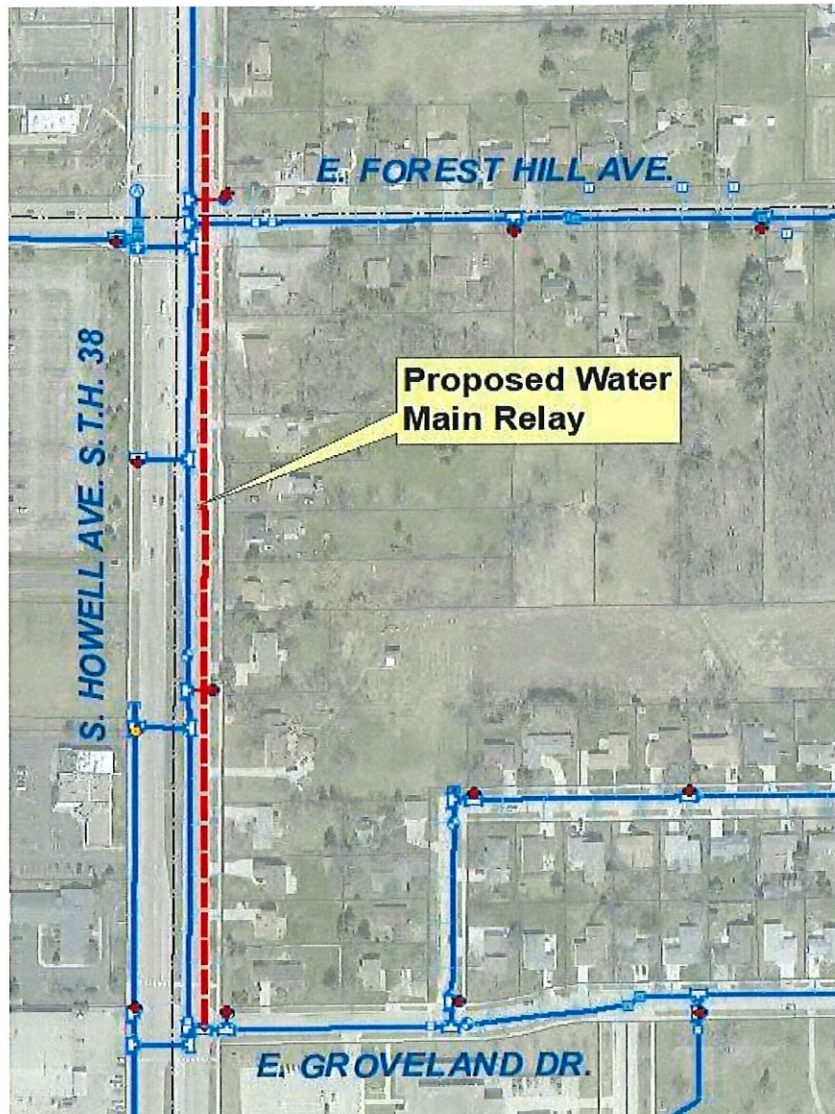 E. FOREST HILL AVE.
S. HOWELL AVE. S.T.H. 38
Proposed Water
Main Relay
E. GROVELAND DR.